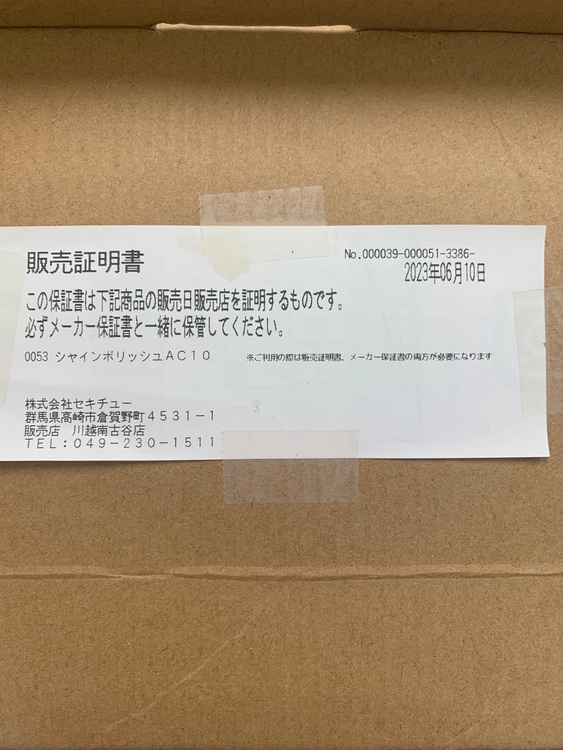 販売証明書
No.000039-000051-3386-
2023年06月10日
この保証書は下記商品の販売日販売店を証明するものです。
必ずメーカー保証書と一緒に保管してください。
0053 シャインポリッシュAC10
※ご利用の際は販売証明書、メーカー保証書の両方が必要になります
株式会社セキチュー
群馬県高崎市倉賀野町4531-1
販売店 川越南古谷店
TEL:049-230-1511